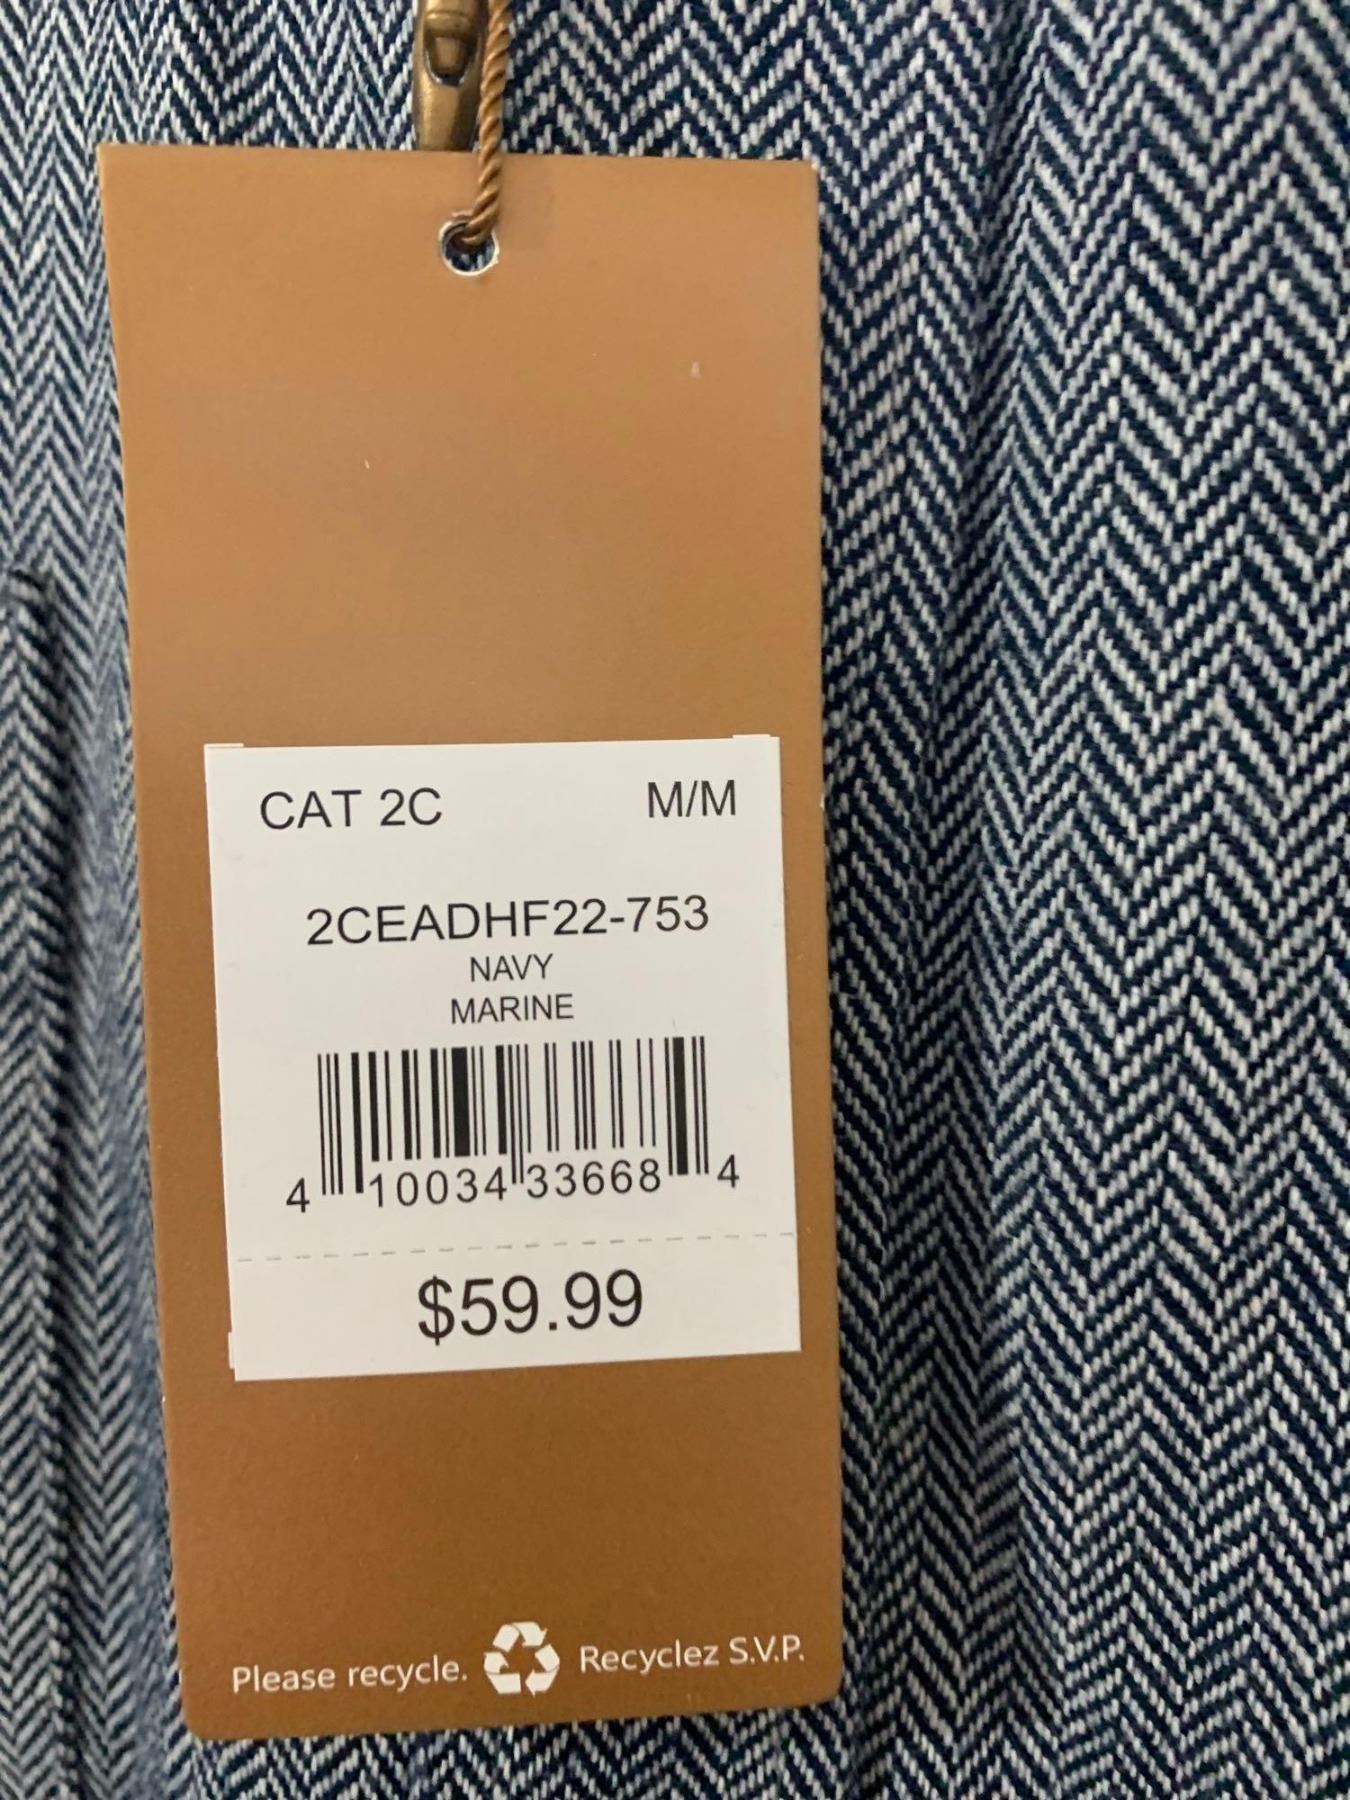 CAT 2C M/M
2CEADHF22-753
NAVY
MARINE
4 10034 33668 4
$59.99
Please recycle. Recyclez S.V.P.